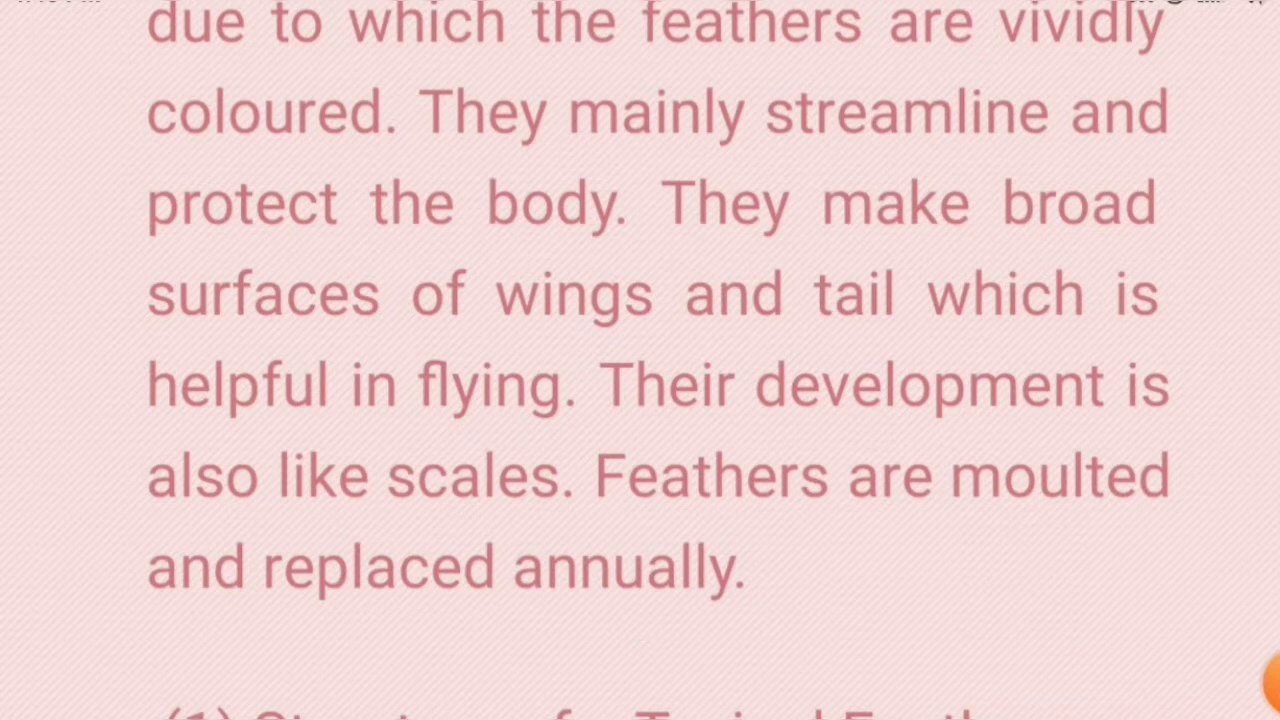 due to which the feathers are vividly
coloured. They mainly streamline and
protect the body. They make broad
surfaces of wings and tail which is
helpful in flying. Their development is
also like scales. Feathers are moulted
and replaced annually.